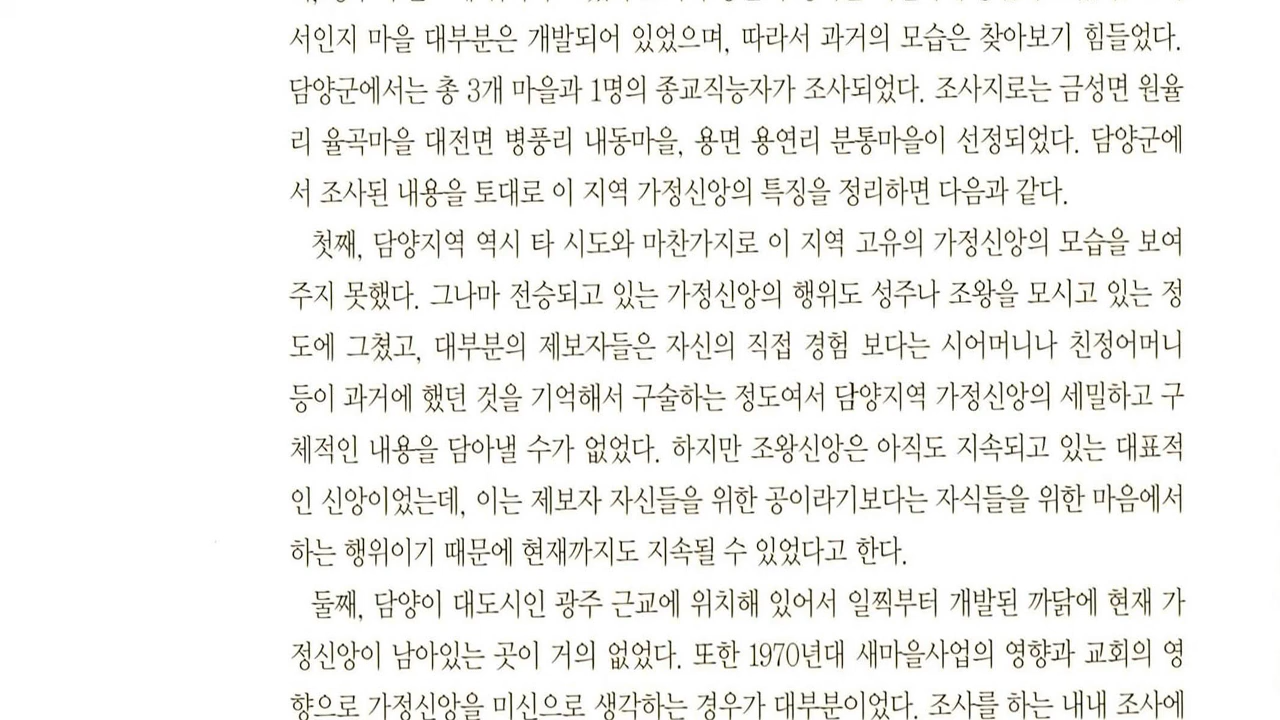 서인지 마을 대부분은 개발되어 있었으며, 따라서 과거의 모습은 찾아보기 힘들었다.
담양군에서는 총 3개 마을과 1명의 종교직능자가 조사되었다. 조사지로는 금성면 원율
리 율곡마을 대전면 병풍리 내동마을, 용면 용연리 분통마을이 선정되었다. 담양군에
서 조사된 내용을 토대로 이 지역 가정신앙의 특징을 정리하면 다음과 같다.
첫째, 담양지역 역시 타 시도와 마찬가지로 이 지역 고유의 가정신앙의 모습을 보여
주지 못했다. 그나마 전승되고 있는 가정신앙의 행위도 성주나 조왕을 모시고 있는 정
도에 그쳤고, 대부분의 제보자들은 자신의 직접 경험 보다는 시어머니나 친정어머니
등이 과거에 했던 것을 기억해서 구술하는 정도여서 담양지역 가정신앙의 세밀하고 구
체적인 내용을 담아낼 수가 없었다. 하지만 조왕신앙은 아직도 지속되고 있는 대표적
인 신앙이었는데, 이는 제보자 자신들을 위한 공이라기보다는 자식들을 위한 마음에서
하는 행위이기 때문에 현재까지도 지속될 수 있었다고 한다.
둘째, 담양이 대도시인 광주 근교에 위치해 있어서 일찍부터 개발된 까닭에 현재 가
정신앙이 남아있는 곳이 거의 없었다. 또한 1970년대 새마을사업의 영향과 교회의 영
향으로 가정신앙을 미신으로 생각하는 경우가 대부분이었다. 조사를 하는 내내 조사에